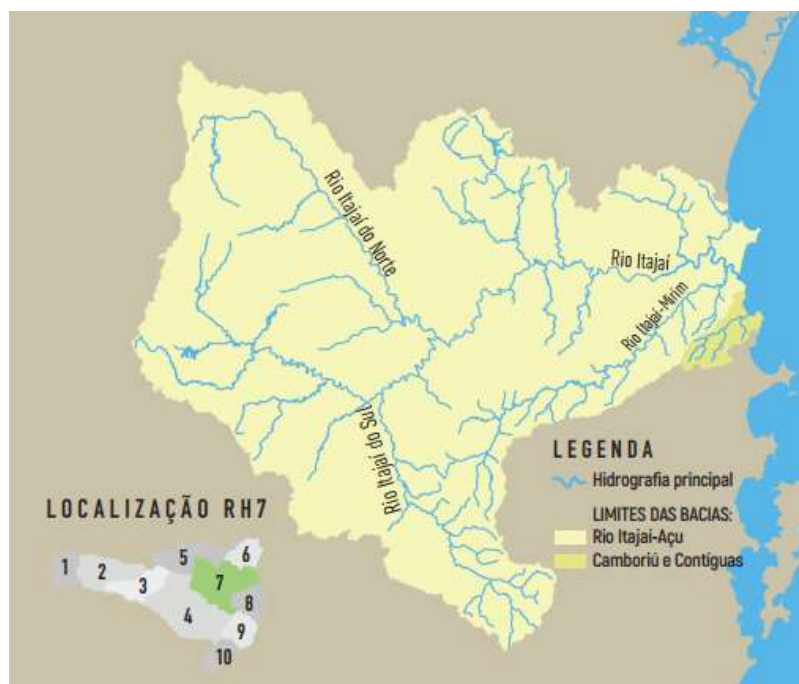 Rio Itajaí do Norte
Rio Itajaí
Rio Itajaí-Mirim
Rio Itajaí do Sul
LEGENDA
Hidrografia principal
LIMITES DAS BACIAS:
Rio Itajaí-Açu
Camboriú e Contíguas
LOCALIZAÇÃO RH7
1
2
3
4
5
6
7
8
9
10